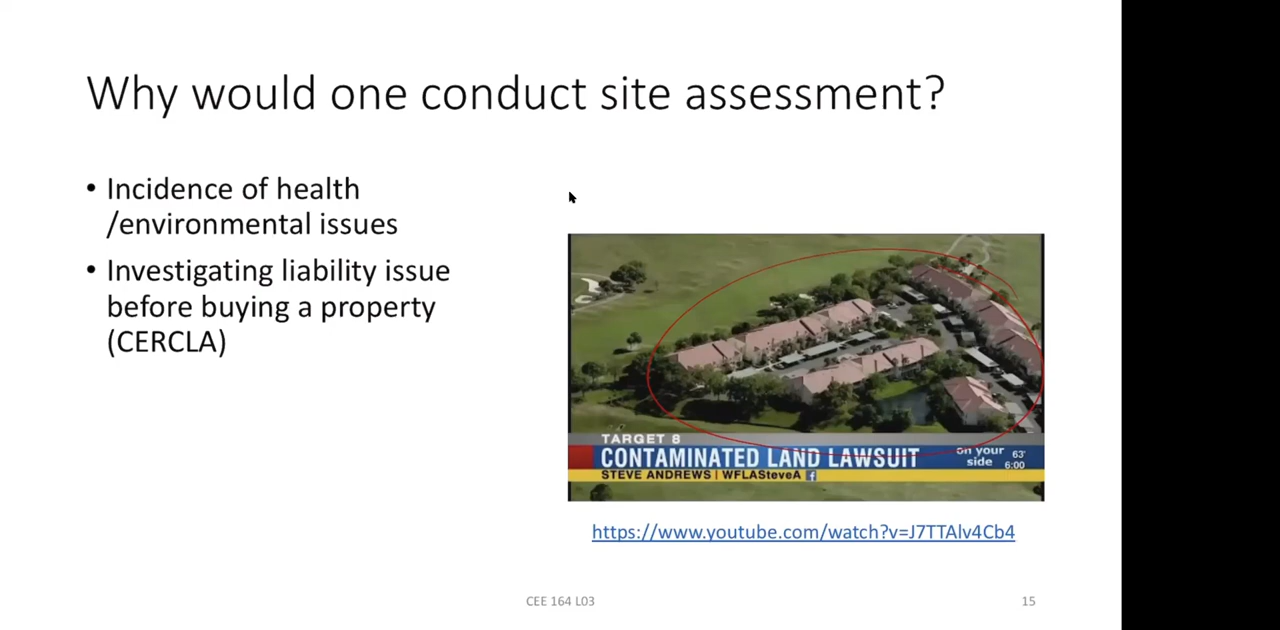 Why would one conduct site assessment?
• Incidence of health
/environmental issues
• Investigating liability issue
before buying a property
(CERCLA)
TARGET 8
CONTAMINATED LAND LAWSUIT
on your
side
63°
6:00
STEVE ANDREWS | WFLASteveA
https://www.youtube.com/watch?v=J7TTAlv4Cb4
CEE 164 L03
15